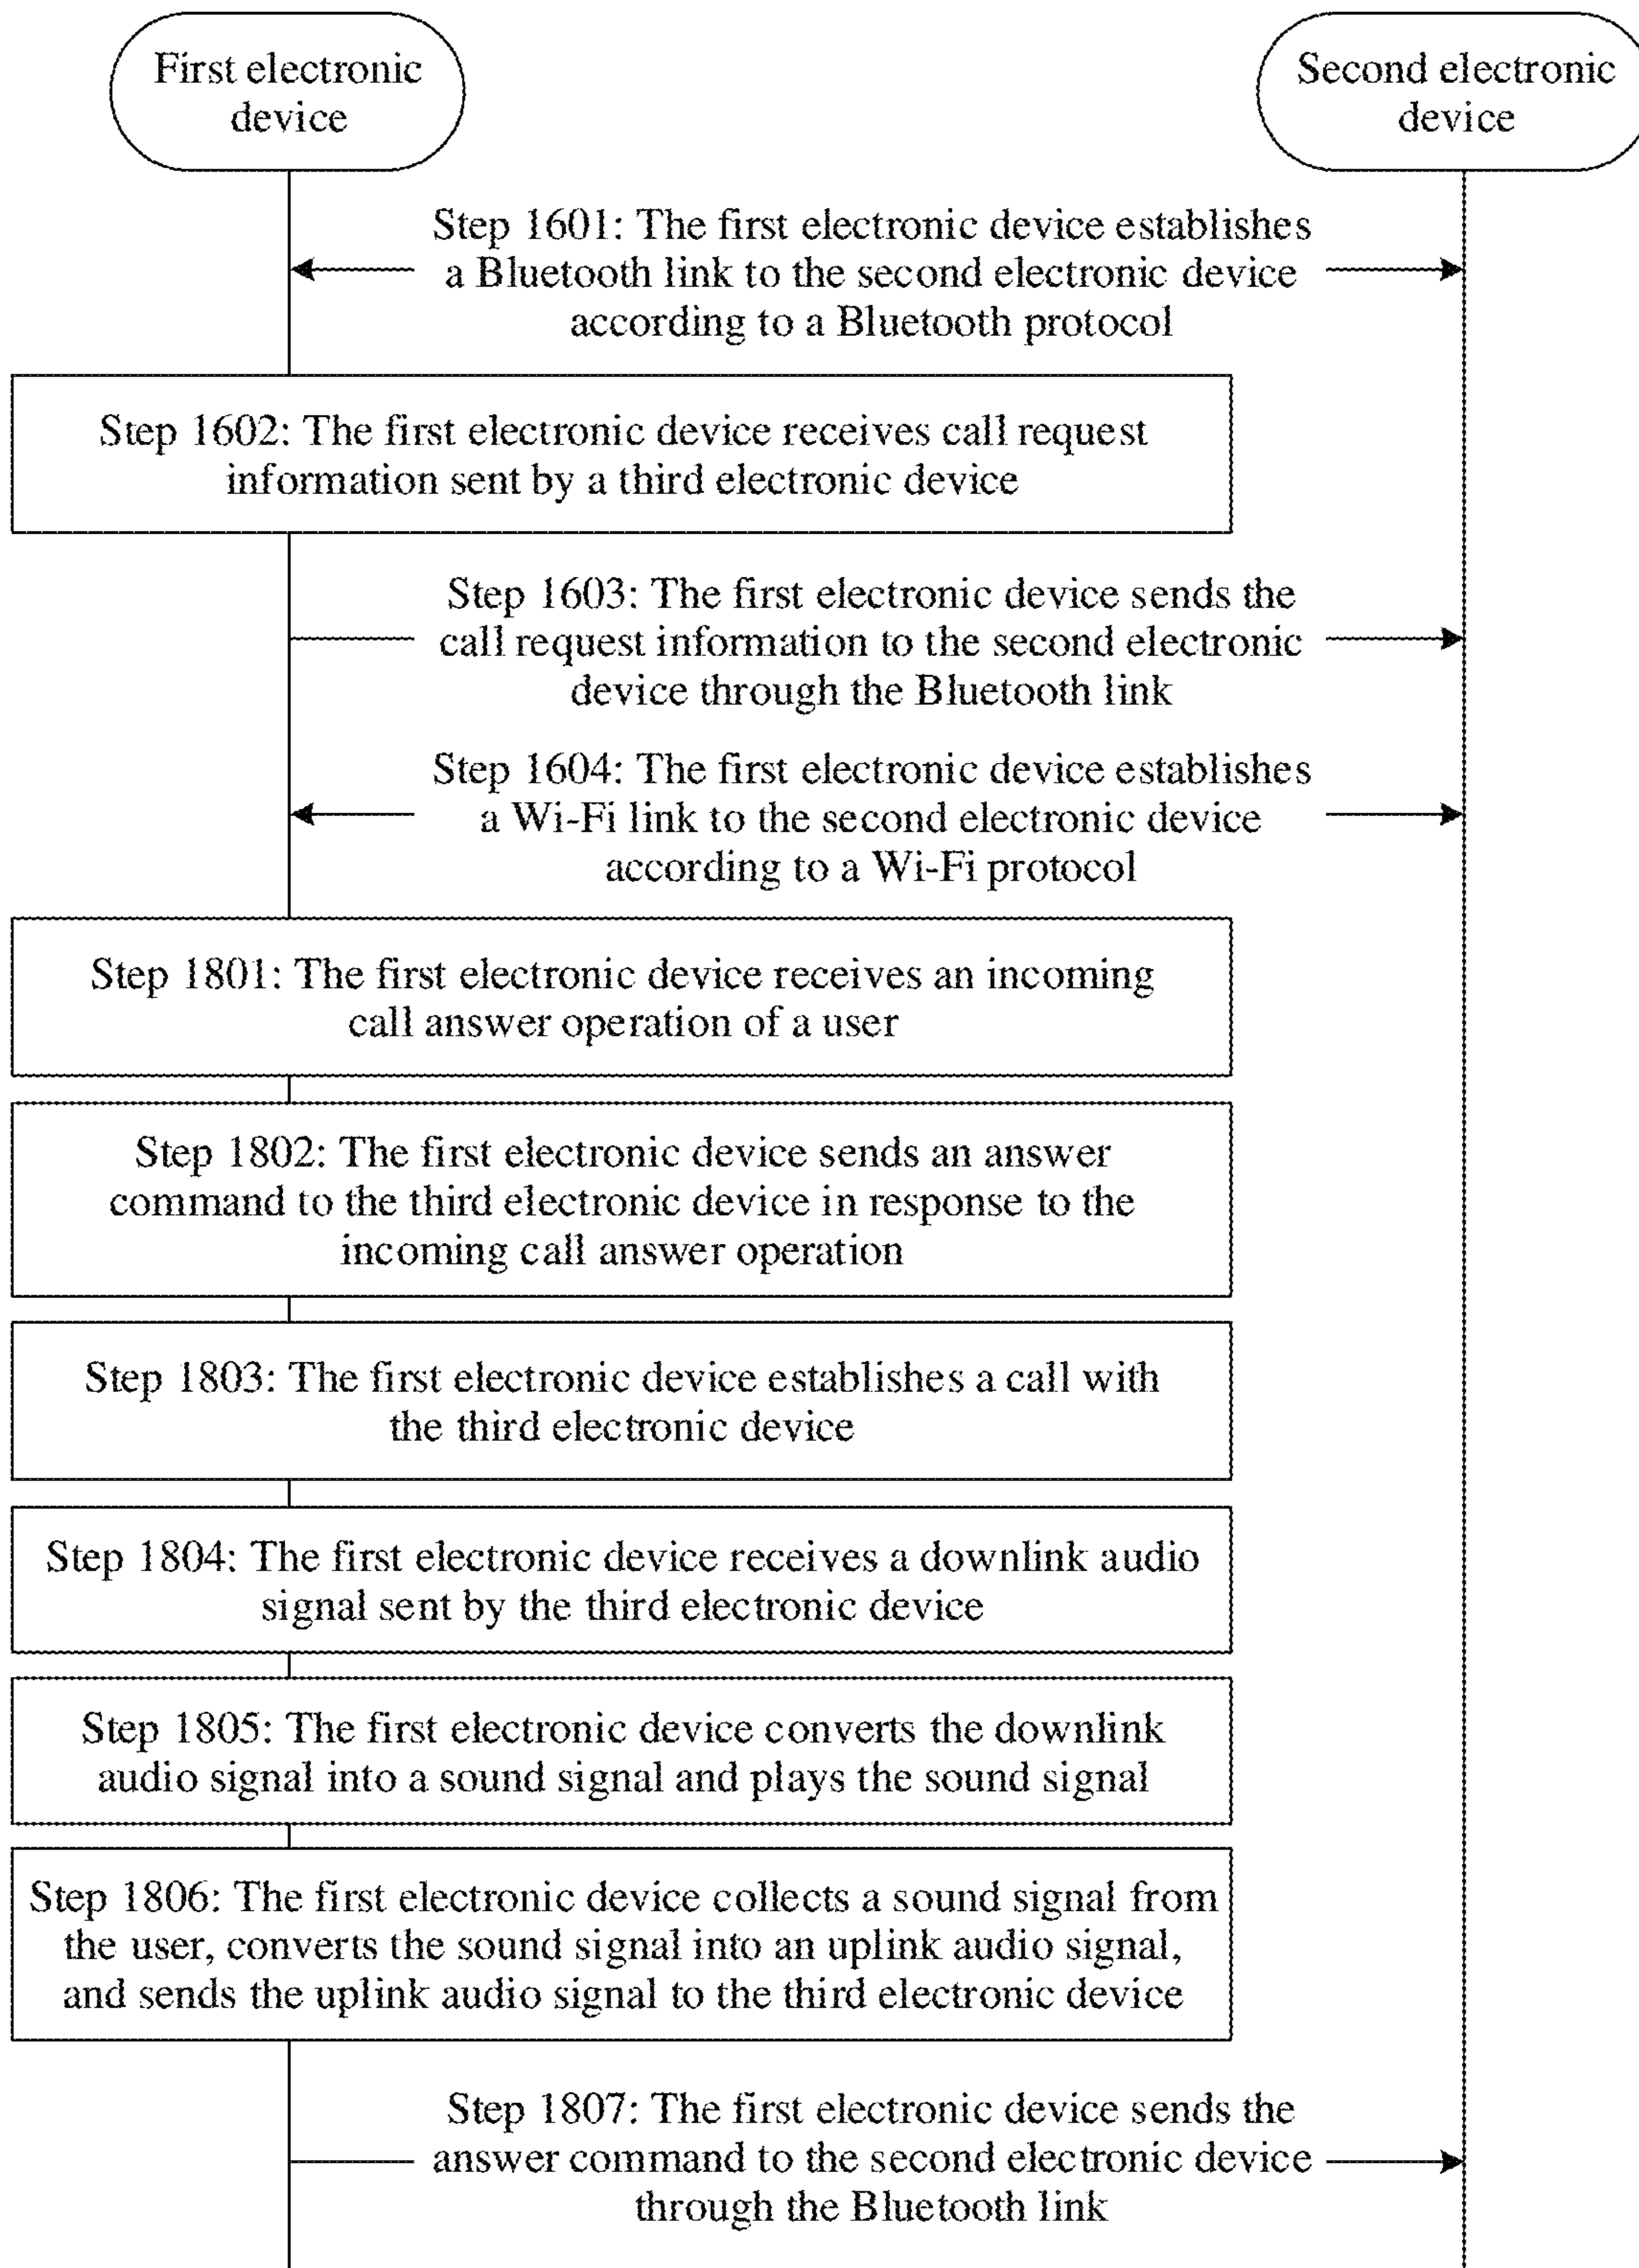 First electronic
device
Second electronic
device
Step 1601: The first electronic device establishes
a Bluetooth link to the second electronic device
according to a Bluetooth protocol
Step 1602: The first electronic device receives call request
information sent by a third electronic device
Step 1603: The first electronic device sends the
call request information to the second electronic
device through the Bluetooth link
Step 1604: The first electronic device establishes
a Wi-Fi link to the second electronic device
according to a Wi-Fi protocol
Step 1801: The first electronic device receives an incoming
call answer operation of a user
Step 1802: The first electronic device sends an answer
command to the third electronic device in response to the
incoming call answer operation
Step 1803: The first electronic device establishes a call with
the third electronic device
Step 1804: The first electronic device receives a downlink audio
signal sent by the third electronic device
Step 1805: The first electronic device converts the downlink
audio signal into a sound signal and plays the sound signal
Step 1806: The first electronic device collects a sound signal from
the user, converts the sound signal into an uplink audio signal,
and sends the uplink audio signal to the third electronic device
Step 1807: The first electronic device sends the
answer command to the second electronic device
through the Bluetooth link